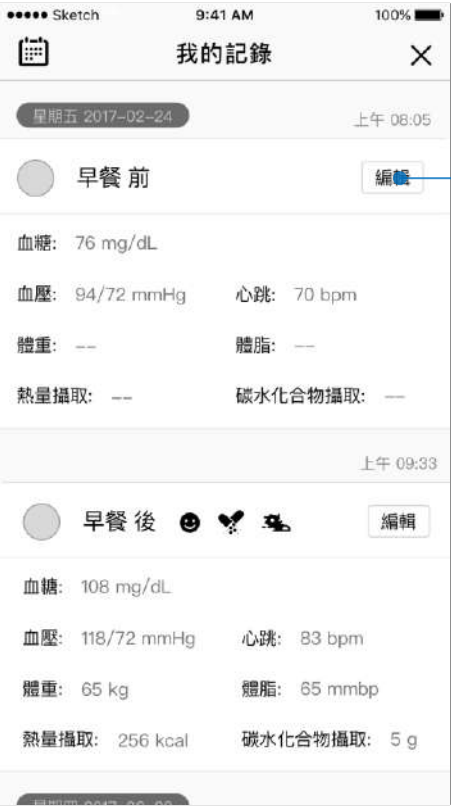 Sketch 9:41 AM 100%
我的記錄
星期五 2017-02-24 上午 08:05
早餐 前 編輯
血糖: 76 mg/dL
血壓: 94/72 mmHg 心跳: 70 bpm
體重: -- 體脂: --
熱量攝取: -- 碳水化合物攝取: --
上午 09:33
早餐 後 編輯
血糖: 108 mg/dL
血壓: 118/72 mmHg 心跳: 83 bpm
體重: 65 kg 體脂: 65 mmbp
熱量攝取: 256 kcal 碳水化合物攝取: 5 g